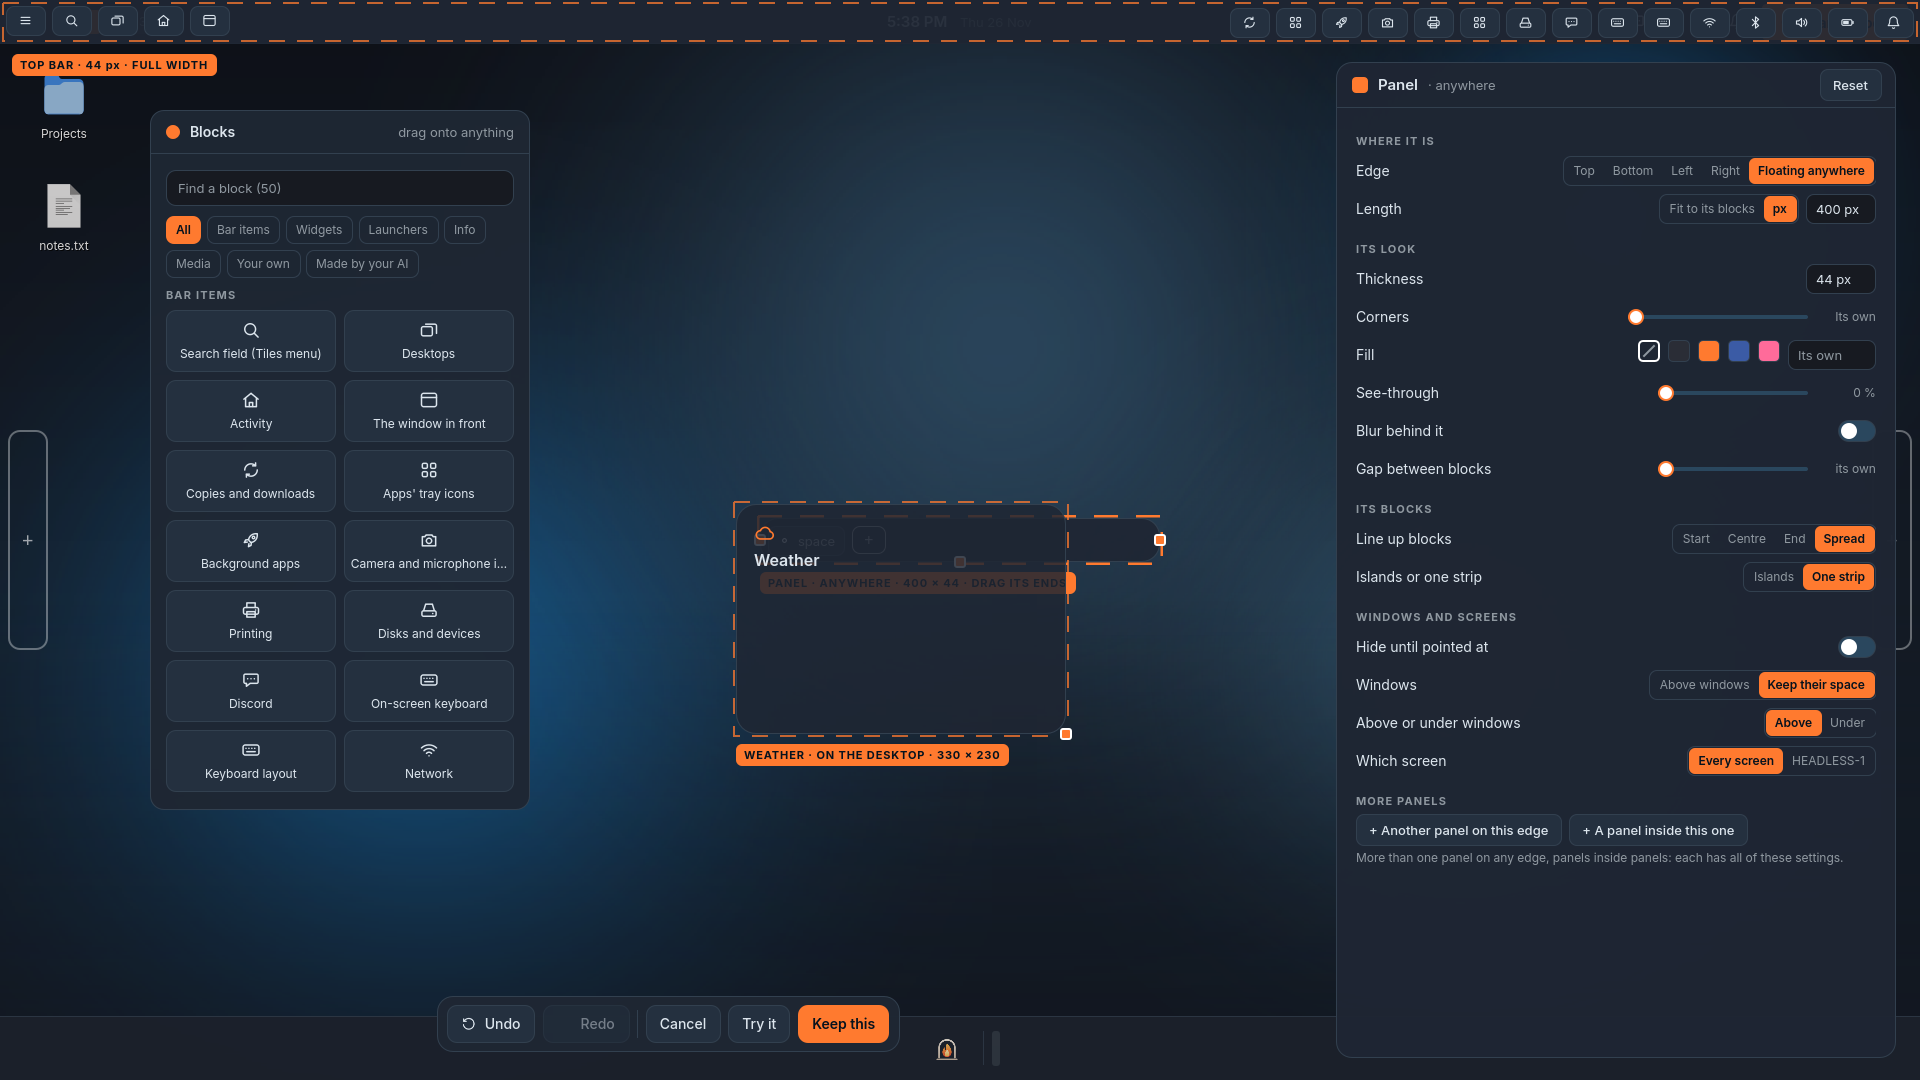 5:38 PM Thu 26 Nov
TOP BAR · 44 px · FULL WIDTH
Projects
notes.txt
Blocks
drag onto anything
Find a block (50)
All
Bar items
Widgets
Launchers
Info
Media
Your own
Made by your AI
BAR ITEMS
Search field (Tiles menu)
Desktops
Activity
The window in front
Copies and downloads
Apps' tray icons
Background apps
Camera and microphone i...
Printing
Disks and devices
Discord
On-screen keyboard
Keyboard layout
Network
+
space
+
Weather
PANEL · ANYWHERE · 400 × 44 · DRAG ITS ENDS
WEATHER · ON THE DESKTOP · 330 × 230
Undo
Redo
Cancel
Try it
Keep this
Panel · anywhere
Reset
WHERE IT IS
Edge
Top
Bottom
Left
Right
Floating anywhere
Length
Fit to its blocks
px
400 px
ITS LOOK
Thickness
44 px
Corners
Its own
Fill
Its own
See-through
0 %
Blur behind it
Gap between blocks
its own
ITS BLOCKS
Line up blocks
Start
Centre
End
Spread
Islands or one strip
Islands
One strip
WINDOWS AND SCREENS
Hide until pointed at
Windows
Above windows
Keep their space
Above or under windows
Above
Under
Which screen
Every screen
HEADLESS-1
MORE PANELS
+ Another panel on this edge
+ A panel inside this one
More than one panel on any edge, panels inside panels: each has all of these settings.